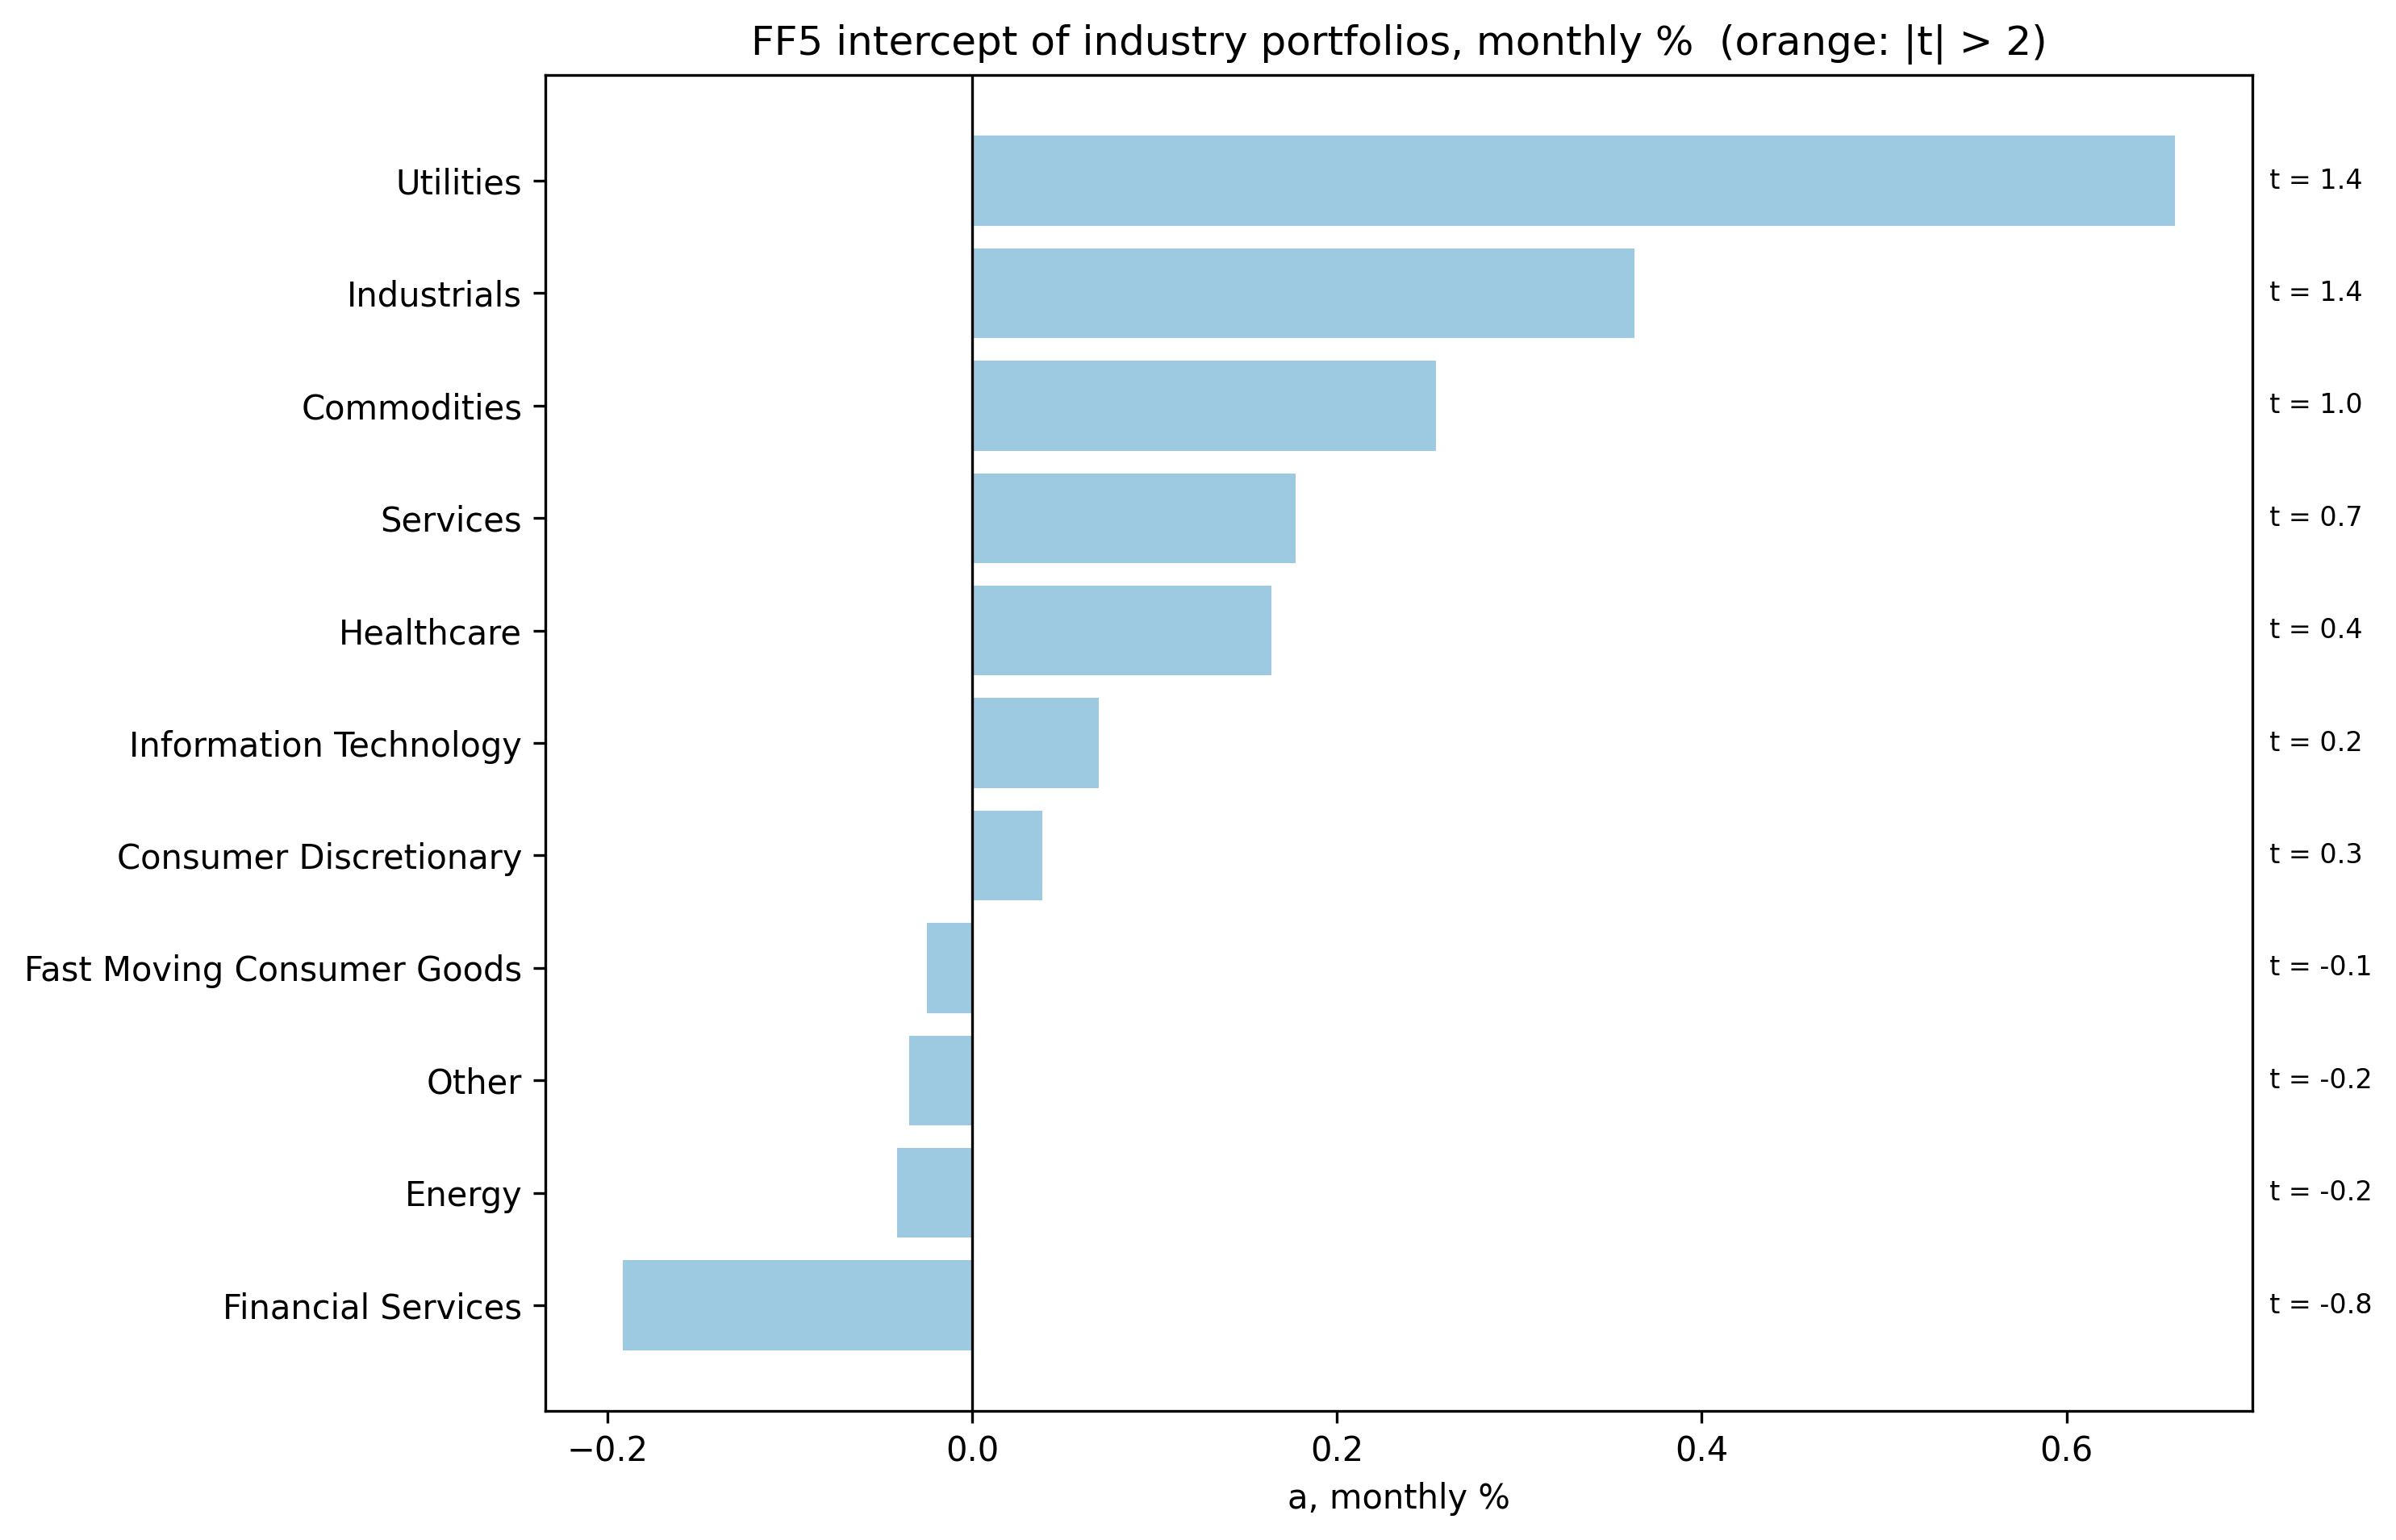 FF5 intercept of industry portfolios, monthly %  (orange: |t| > 2)
Utilities t = 1.4
Industrials t = 1.4
Commodities t = 1.0
Services t = 0.7
Healthcare t = 0.4
Information Technology t = 0.2
Consumer Discretionary t = 0.3
Fast Moving Consumer Goods t = -0.1
Other t = -0.2
Energy t = -0.2
Financial Services t = -0.8
−0.2 0.0 0.2 0.4 0.6
a, monthly %